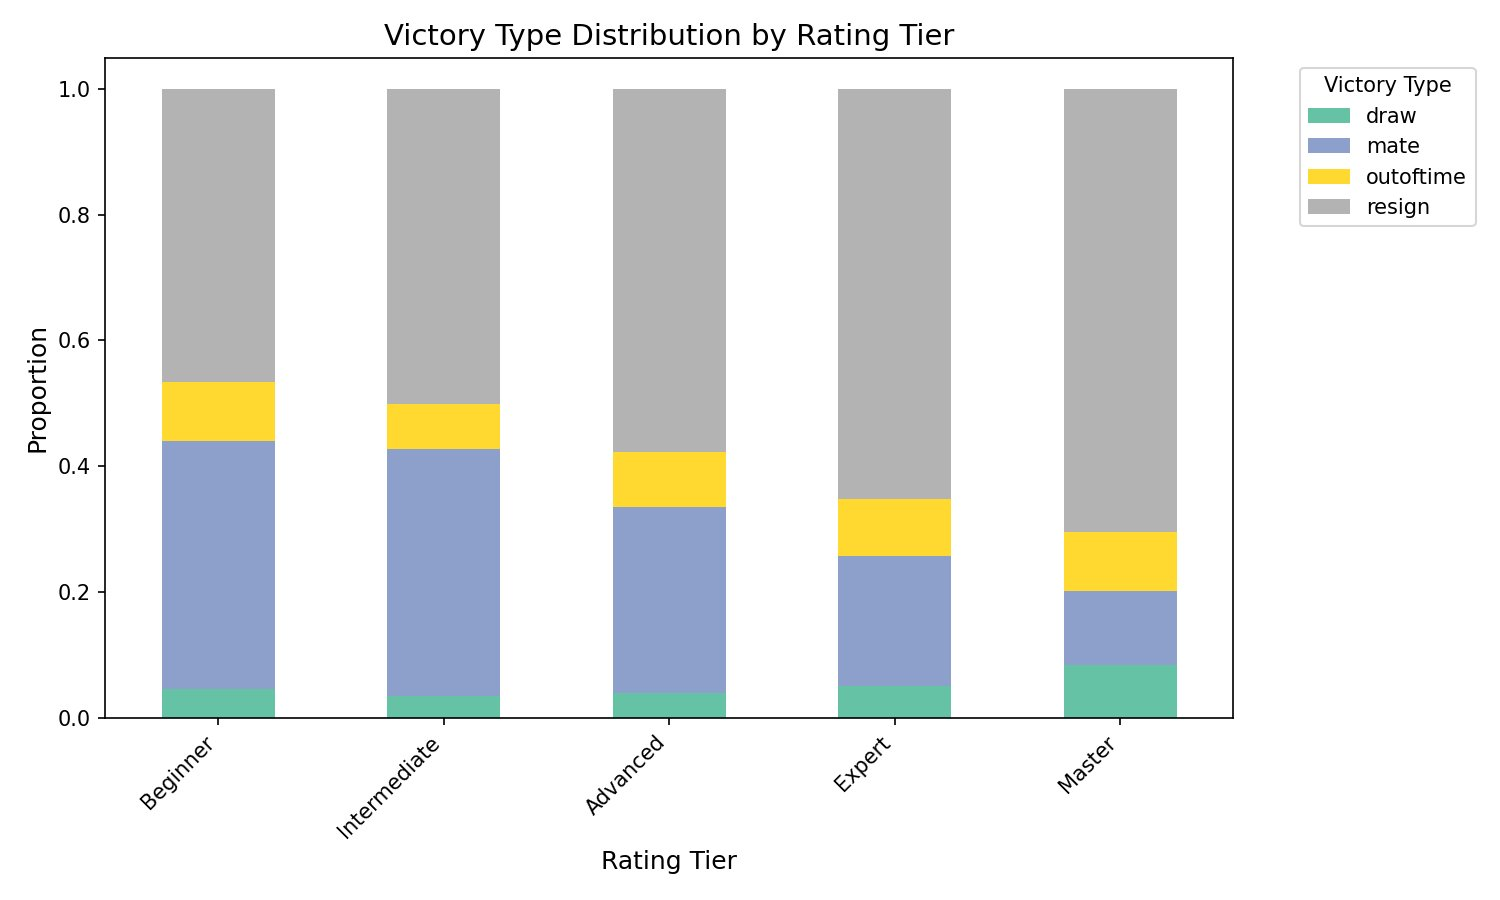 Victory Type Distribution by Rating Tier
Victory Type
draw
mate
outoftime
resign
Proportion
1.0
0.8
0.6
0.4
0.2
0.0
Beginner
Intermediate
Advanced
Expert
Master
Rating Tier